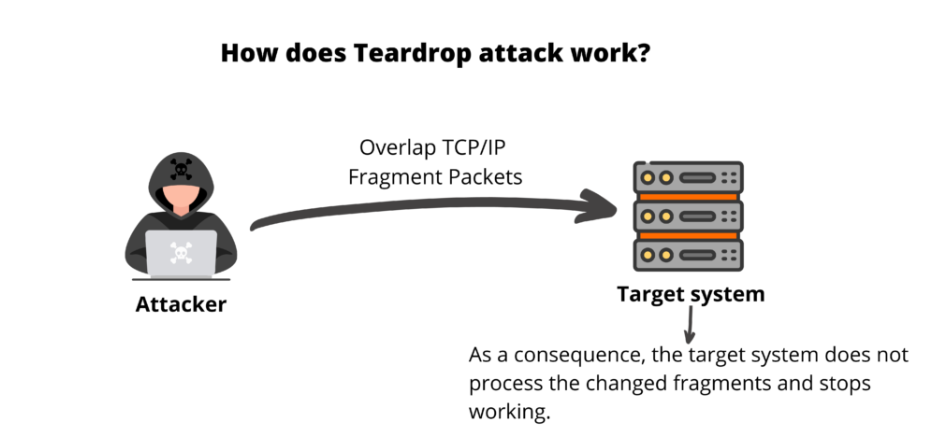 How does Teardrop attack work?
Overlap TCP/IP
Fragment Packets
Attacker
Target system
As a consequence, the target system does not
process the changed fragments and stops
working.